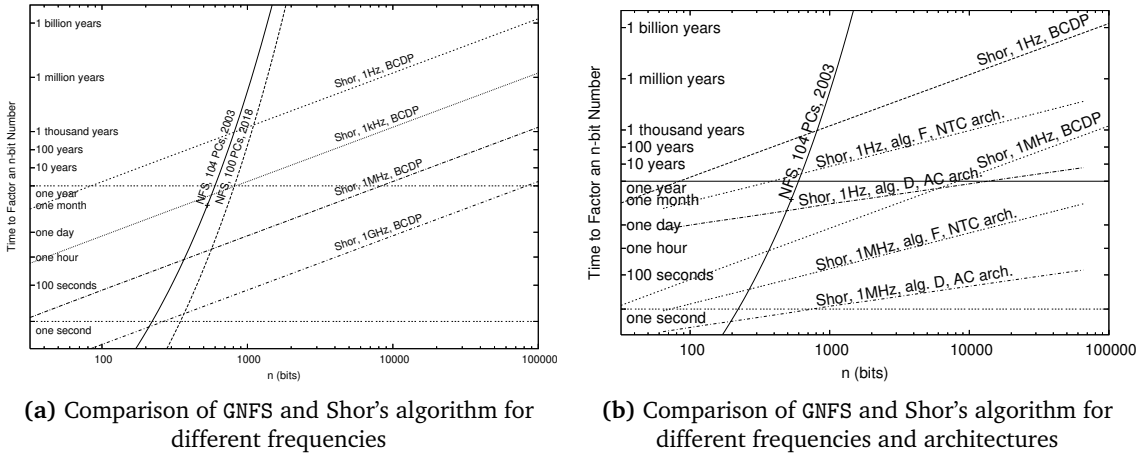 1 billion years
1 million years
1 thousand years
100 years
10 years
one year
one month
one day
one hour
100 seconds
one second
Time to Factor an n-bit Number
NFS, 104 PCs, 2003
NFS, 100 PCs, 2018
Shor, 1Hz, BCDP
Shor, 1kHz, BCDP
Shor, 1MHz, BCDP
Shor, 1GHz, BCDP
100
1000
10000
100000
n (bits)
(a) Comparison of GNFS and Shor's algorithm for
different frequencies
1 billion years
1 million years
1 thousand years
100 years
10 years
one year
one month
one day
one hour
100 seconds
one second
Time to Factor an n-bit Number
NFS, 104 PCs, 2003
Shor, 1Hz, BCDP
Shor, 1Hz, alg. F, NTC arch.
Shor, 1MHz, BCDP
Shor, 1Hz, alg. D, AC arch.
Shor, 1MHz, alg. F, NTC arch.
Shor, 1MHz, alg. D, AC arch.
100
1000
10000
100000
n (bits)
(b) Comparison of GNFS and Shor's algorithm for
different frequencies and architectures